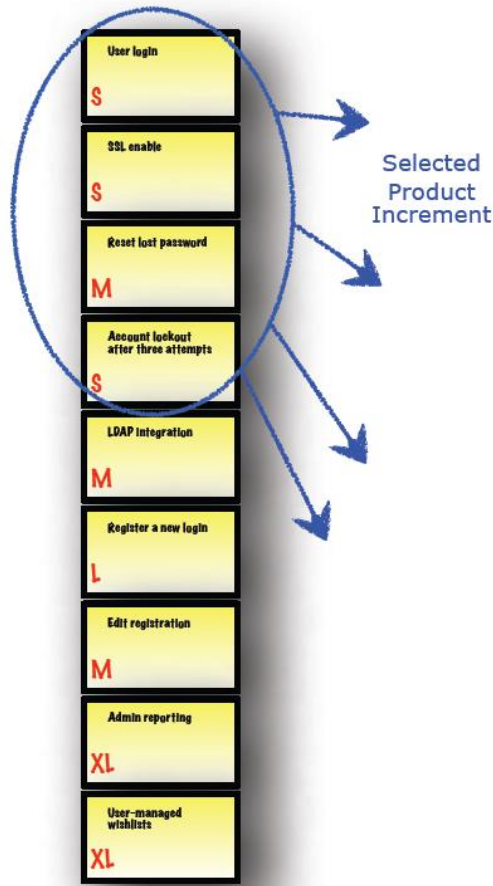 User login
S
SSL enable
S
Selected
Product
Increment
Reset lost password
M
Account lockout
after three attempts
S
LDAP integration
M
Register a new login
L
Edit registration
M
Admin reporting
XL
User-managed
wishlists
XL